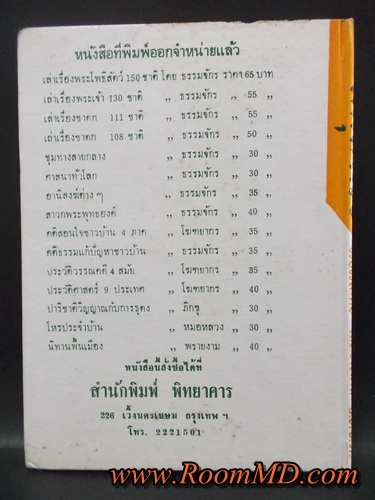 หนังสือที่พิมพ์ออกจำหน่ายแล้ว
เล่าเรื่องพระโพธิสัตว์ 150 ชาติ โดย ธรรมจักร ราคา 65 บาท
เล่าเรื่องพระเจ้า 130 ชาติ ,, ธรรมจักร ,, 55 ,,
เล่าเรื่องชาดก 111 ชาติ ,, ธรรมจักร ,, 55 ,,
เล่าเรื่องชาดก 108 ชาติ ,, ธรรมจักร ,, 50 ,,
ชุมทางสายกลาง ,, ธรรมจักร ,, 30 ,,
ศาสนาทั่วโลก ,, ธรรมจักร ,, 30 ,,
อานิสงฆ์ต่าง ๆ ,, ธรรมจักร ,, 35 ,,
สาวกพระพุทธองค์ ,, ธรรมจักร ,, 40 ,,
คติสอนใจชาวบ้าน 4 ภาค ,, โฆฑยากร ,, 35 ,,
คติธรรมแก้ปัญหาชาวบ้าน ,, ธรรมจักร ,, 35 ,,
ประวัติวรรณคดี 4 สมัย ,, โฆฑยากร ,, 35 ,,
ประวัติศาสตร์ 9 ประเทศ ,, โฆฑยากร ,, 40 ,,
ปาริชาติวิญญาณกับการธุดงค์ ,, ภิกขุ ,, 30 ,,
โหรประจำบ้าน ,, หมอหลวง ,, 30 ,,
นิทานพื้นเมือง ,, พรายงาม ,, 40 ,,
หนังสือนี้สั่งซื้อได้ที่
สำนักพิมพ์ พิทยาคาร
226 เวิ้งนครเขษม กรุงเทพ ฯ
โทร. 2221501
www.RoomMD.com